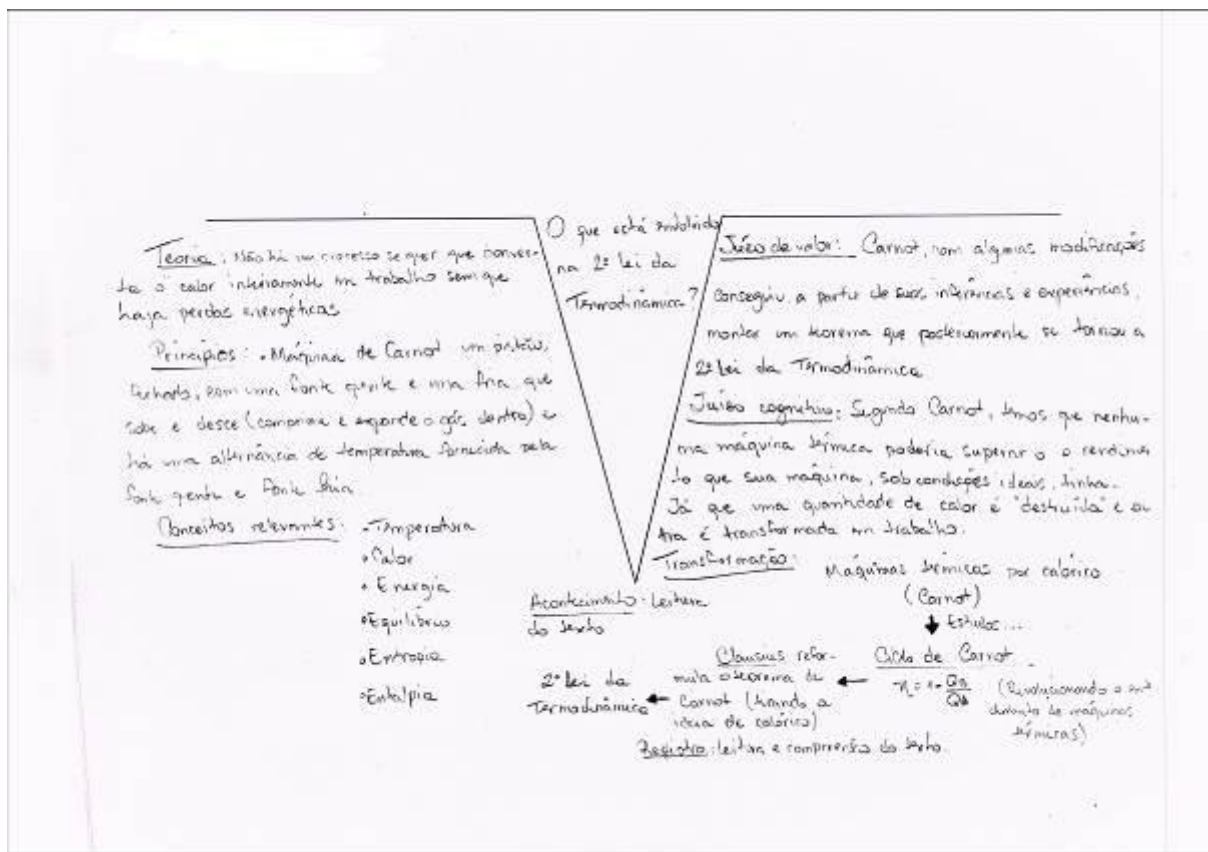 O que está envolvido
na 2ª lei da
Termodinâmica?
Teoria: Não há um processo sequer que conver-
ta o calor inteiramente em trabalho sem que
haja perdas energéticas
Princípios: • Máquina de Carnot um pistão,
fechado, com uma fonte quente e uma fria que
sobe e desce (comprime e expande o gás dentro) e
há uma alternância de temperatura fornecida pela
fonte quente e fonte fria.
Conceitos relevantes:
• Temperatura
• Calor
• Energia
• Equilíbrio
• Entropia
• Entalpia
Juízo de valor: Carnot, com algumas modificações
conseguiu, a partir de suas inferências e experiências,
montar um teorema que posteriormente se tornou a
2ª Lei da Termodinâmica
Juízo cognitivo: Segundo Carnot, temos que nenhu-
ma máquina térmica poderia superar o o rendimen
to que sua máquina, sob condições ideais, tinha.
Já que uma quantidade de calor é "destruída" e ou
tra é transformada em trabalho.
Transformação: Máquinas térmicas por calórico
(Carnot)
Estudos...
Ciclo de Carnot
(Revolucionando o ent
dimento de máquinas
térmicas)
Clausius refor-
mula o teorema de
Carnot (tirando a
ideia de calórico)
2ª Lei da
Termodinâmica
Acontecimento: Leitura
do texto
Registro: leitura e compreensão do texto.